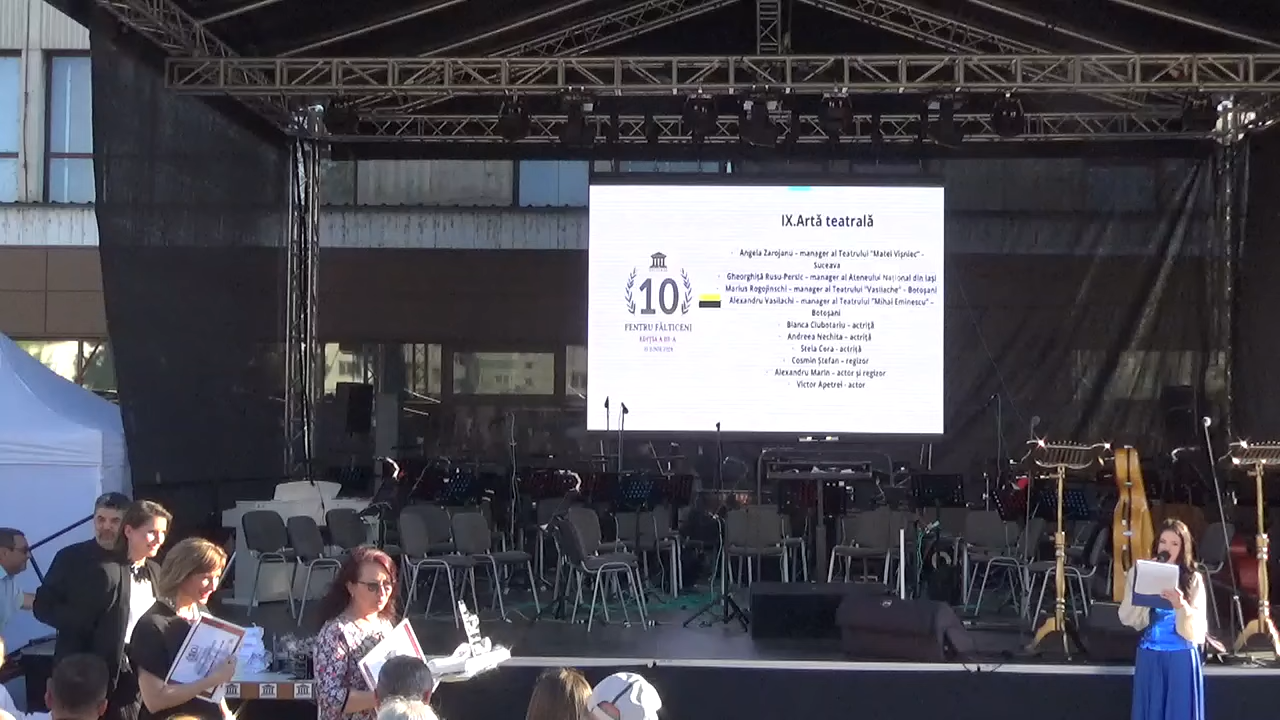 IX.Artă teatrală
Angela Zarojanu – manager al Teatrului "Matei Vișniec" –
Suceava
Gheorghiță Rusu-Persic – manager al Ateneului Național din Iași
Marius Rogojinschi – manager al Teatrului "Vasilache" – Botoșani
Alexandru Vasilachi – manager al Teatrului "Mihai Eminescu" –
Botoșani
Bianca Ciubotariu – actriță
Andreea Nechita – actriță
Stela Cora - actriță
Cosmin Ștefan – regizor
Alexandru Marin – actor și regizor
Victor Apetrei - actor
10
PENTRU FĂLTICENI
EDIȚIA A III-A